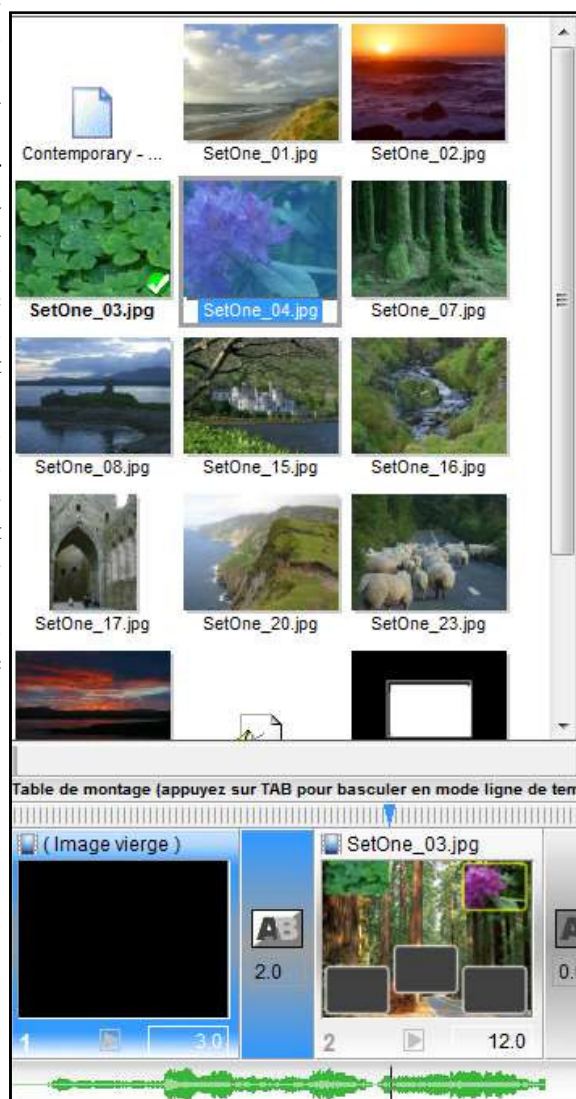 Contemporary - ...
SetOne_01.jpg
SetOne_02.jpg
SetOne_03.jpg
SetOne_04.jpg
SetOne_07.jpg
SetOne_08.jpg
SetOne_15.jpg
SetOne_16.jpg
SetOne_17.jpg
SetOne_20.jpg
SetOne_23.jpg
Table de montage (appuyez sur TAB pour basculer en mode ligne de
( Image vierge )
SetOne_03.jpg
AB
A
2.0
0.
1
3.0
2
12.0